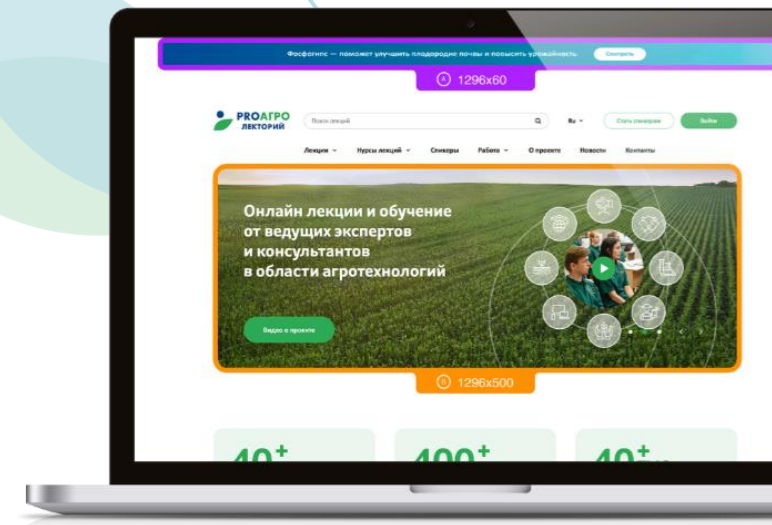 Фосфогипс — поможет улучшить плодородие почвы и повысить урожайность
Смотреть
A 1296x60
PROАГРО
ЛЕКТОРИЙ
Поиск лекций
Ru
Стать спикером
Войти
Лекции
Курсы лекций
Спикеры
Работа
О проекте
Новости
Контакты
Онлайн лекции и обучение
от ведущих экспертов
и консультантов
в области агротехнологий
Видео о проекте
B 1296x500
40+
400+
40+